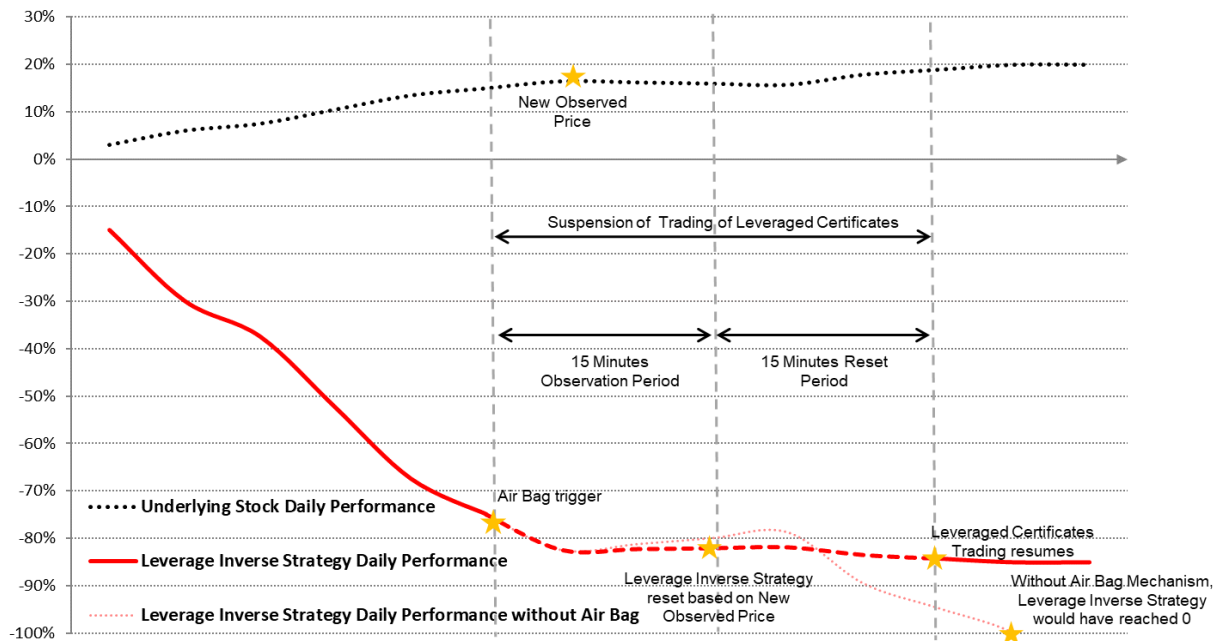 30%
20%
New Observed
Price
10%
0%
-10%
Suspension of Trading of Leveraged Certificates
-20%
-30%
-40%
15 Minutes
Observation Period
15 Minutes Reset
Period
-50%
-60%
-70%
Air Bag trigger
Underlying Stock Daily Performance
-80%
Leveraged Certificates
Trading resumes
Leverage Inverse Strategy Daily Performance
-90%
Leverage Inverse Strategy
reset based on New
Observed Price
Without Air Bag Mechanism,
Leverage Inverse Strategy
would have reached 0
Leverage Inverse Strategy Daily Performance without Air Bag
-100%